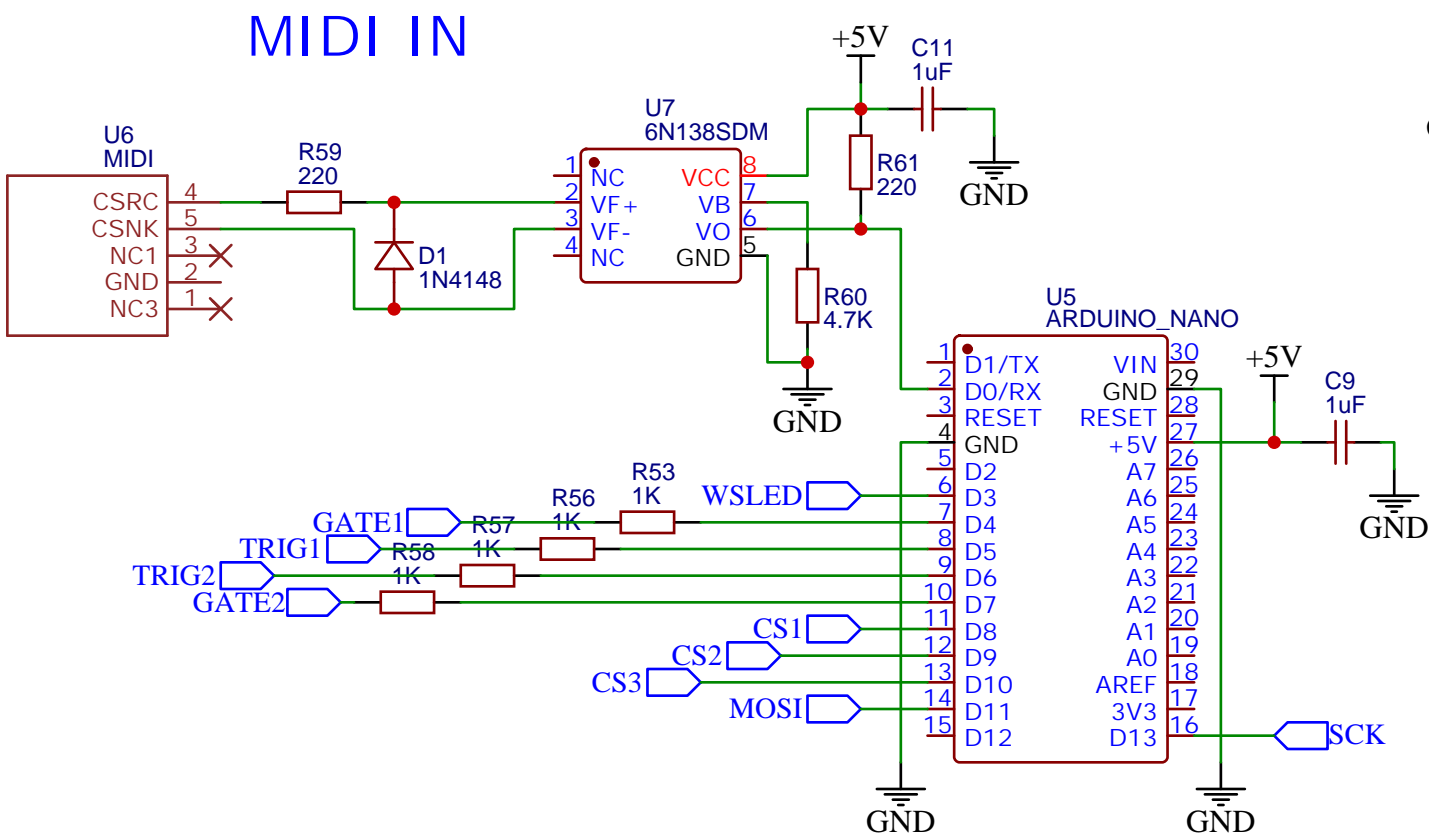 MIDI IN
+5V
C11
1uF
GND
R61
220
U7
6N138SDM
1 NC
2 VF+
3 VF-
4 NC
VCC 8
VB 7
VO 6
GND 5
U6
MIDI
CSRC 4
CSNK 5
NC1 3
GND 2
NC3 1
R59
220
D1
1N4148
R60
4.7K
GND
U5
ARDUINO_NANO
1 D1/TX
2 D0/RX
3 RESET
4 GND
5 D2
6 D3
7 D4
8 D5
9 D6
10 D7
11 D8
12 D9
13 D10
14 D11
15 D12
VIN 30
GND 29
RESET 28
+5V 27
A7 26
A6 25
A5 24
A4 23
A3 22
A2 21
A1 20
A0 19
AREF 18
3V3 17
D13 16
+5V
C9
1uF
GND
WSLED
R53
1K
R56
1K
R57
1K
R58
1K
GATE1
TRIG1
TRIG2
GATE2
CS1
CS2
CS3
MOSI
SCK
GND
GND